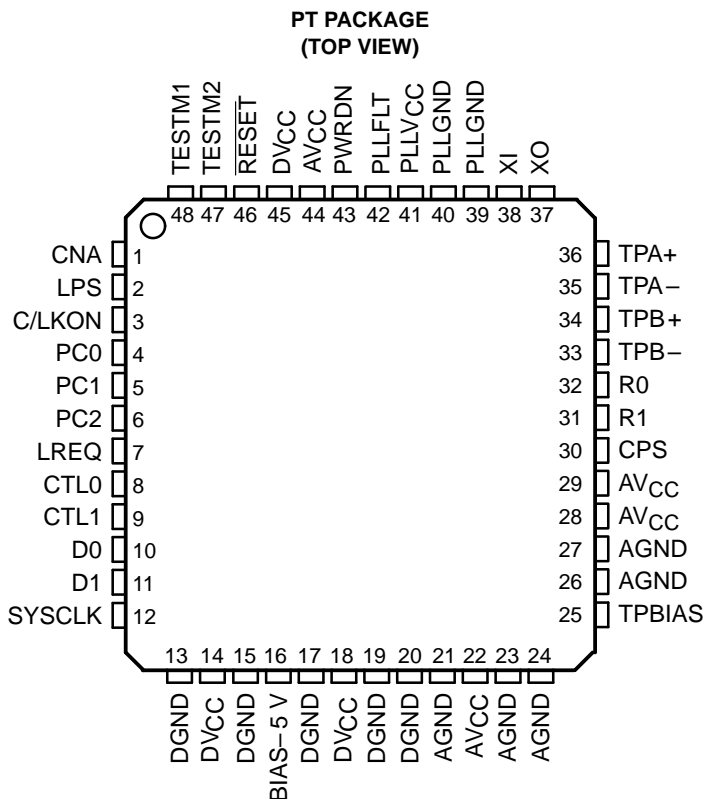 PT PACKAGE
(TOP VIEW)
TESTM1
TESTM2
RESET
DVCC
AVCC
PWRDN
PLLFLT
PLLVCC
PLLGND
PLLGND
XI
XO
48 47 46 45 44 43 42 41 40 39 38 37
CNA 1
LPS 2
C/LKON 3
PC0 4
PC1 5
PC2 6
LREQ 7
CTL0 8
CTL1 9
D0 10
D1 11
SYSCLK 12
36 TPA+
35 TPA−
34 TPB+
33 TPB−
32 R0
31 R1
30 CPS
29 AVCC
28 AVCC
27 AGND
26 AGND
25 TPBIAS
13 14 15 16 17 18 19 20 21 22 23 24
DGND
DVCC
DGND
BIAS−5 V
DGND
DVCC
DGND
DGND
AGND
AVCC
AGND
AGND